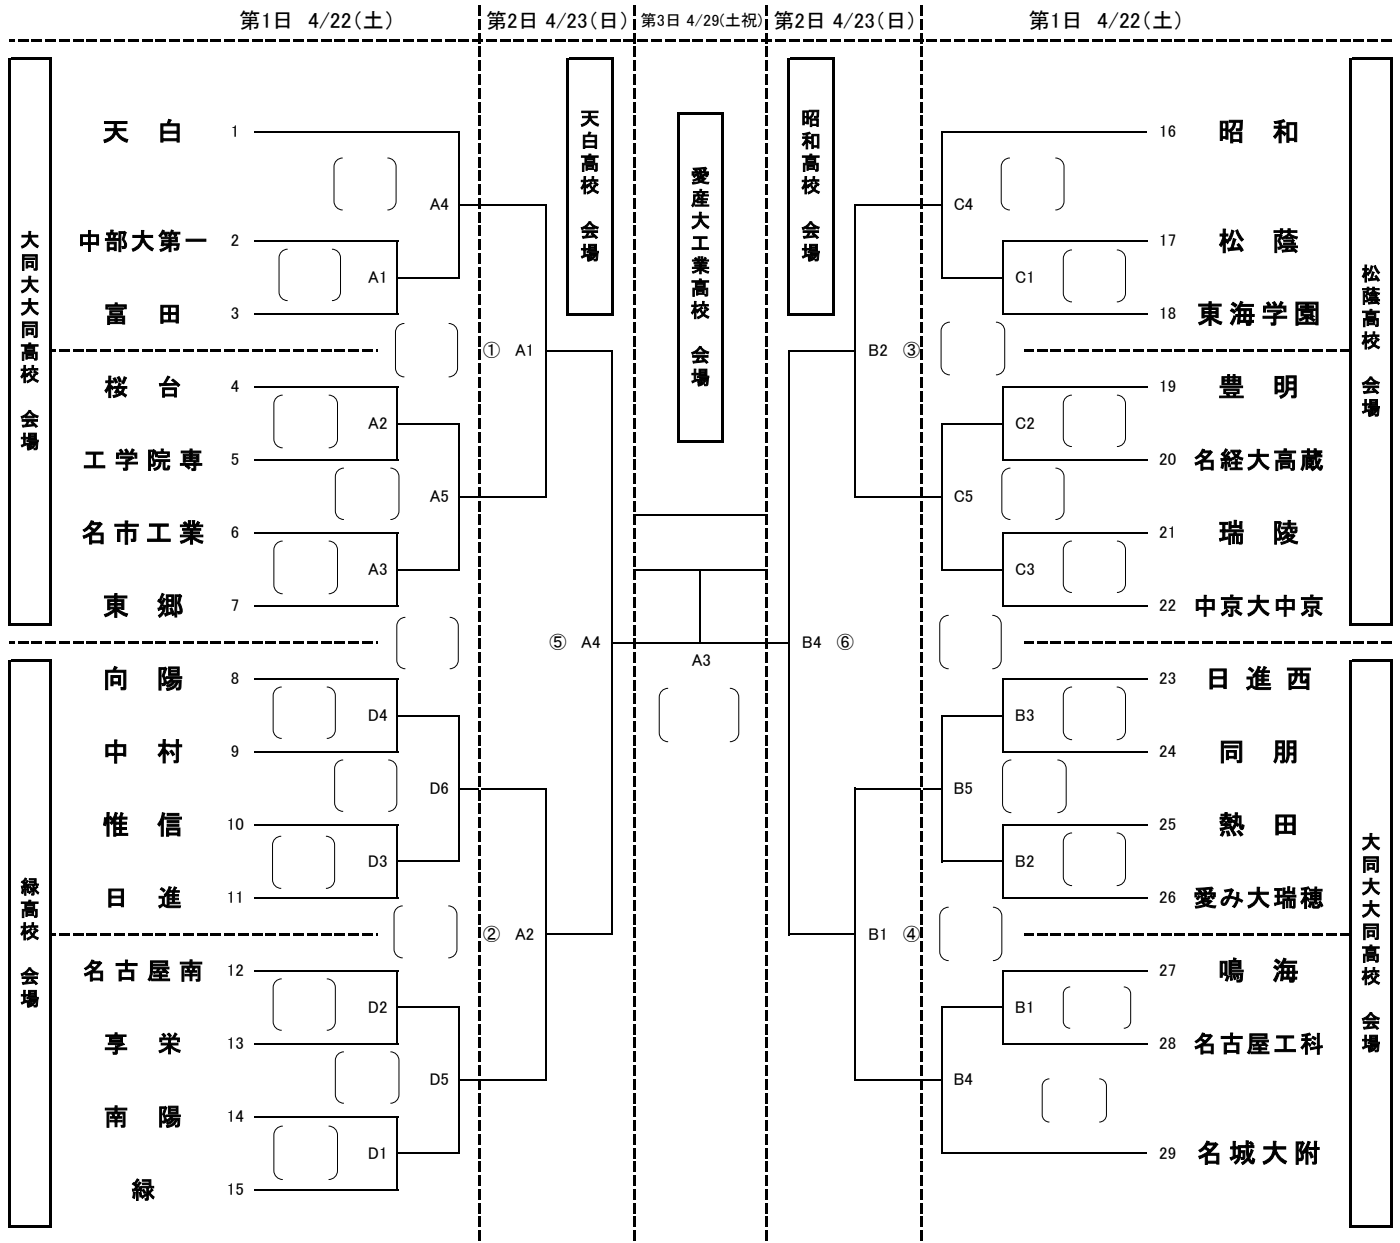 第1日 4/22(土)
第2日 4/23(日)
第3日 4/29(土祝)
第2日 4/23(日)
第1日 4/22(土)
大同大大同高校 会場
緑高校 会場
天白 1
中部大第一 2
富田 3
桜台 4
工学院専 5
名市工業 6
東郷 7
向陽 8
中村 9
惟信 10
日進 11
名古屋南 12
享栄 13
南陽 14
緑 15
A4
A1
A2
A5
A3
D4
D6
D3
D2
D5
D1
天白高校 会場
① A1
⑤ A4
② A2
愛産大工業高校 会場
A3
昭和高校 会場
B2 ③
B4 ⑥
B1 ④
C4
C1
C2
C5
C3
B3
B5
B2
B1
B4
16 昭和
17 松蔭
18 東海学園
19 豊明
20 名経大高蔵
21 瑞陵
22 中京大中京
23 日進西
24 同朋
25 熱田
26 愛み大瑞穂
27 鳴海
28 名古屋工科
29 名城大附
松蔭高校 会場
大同大大同高校 会場